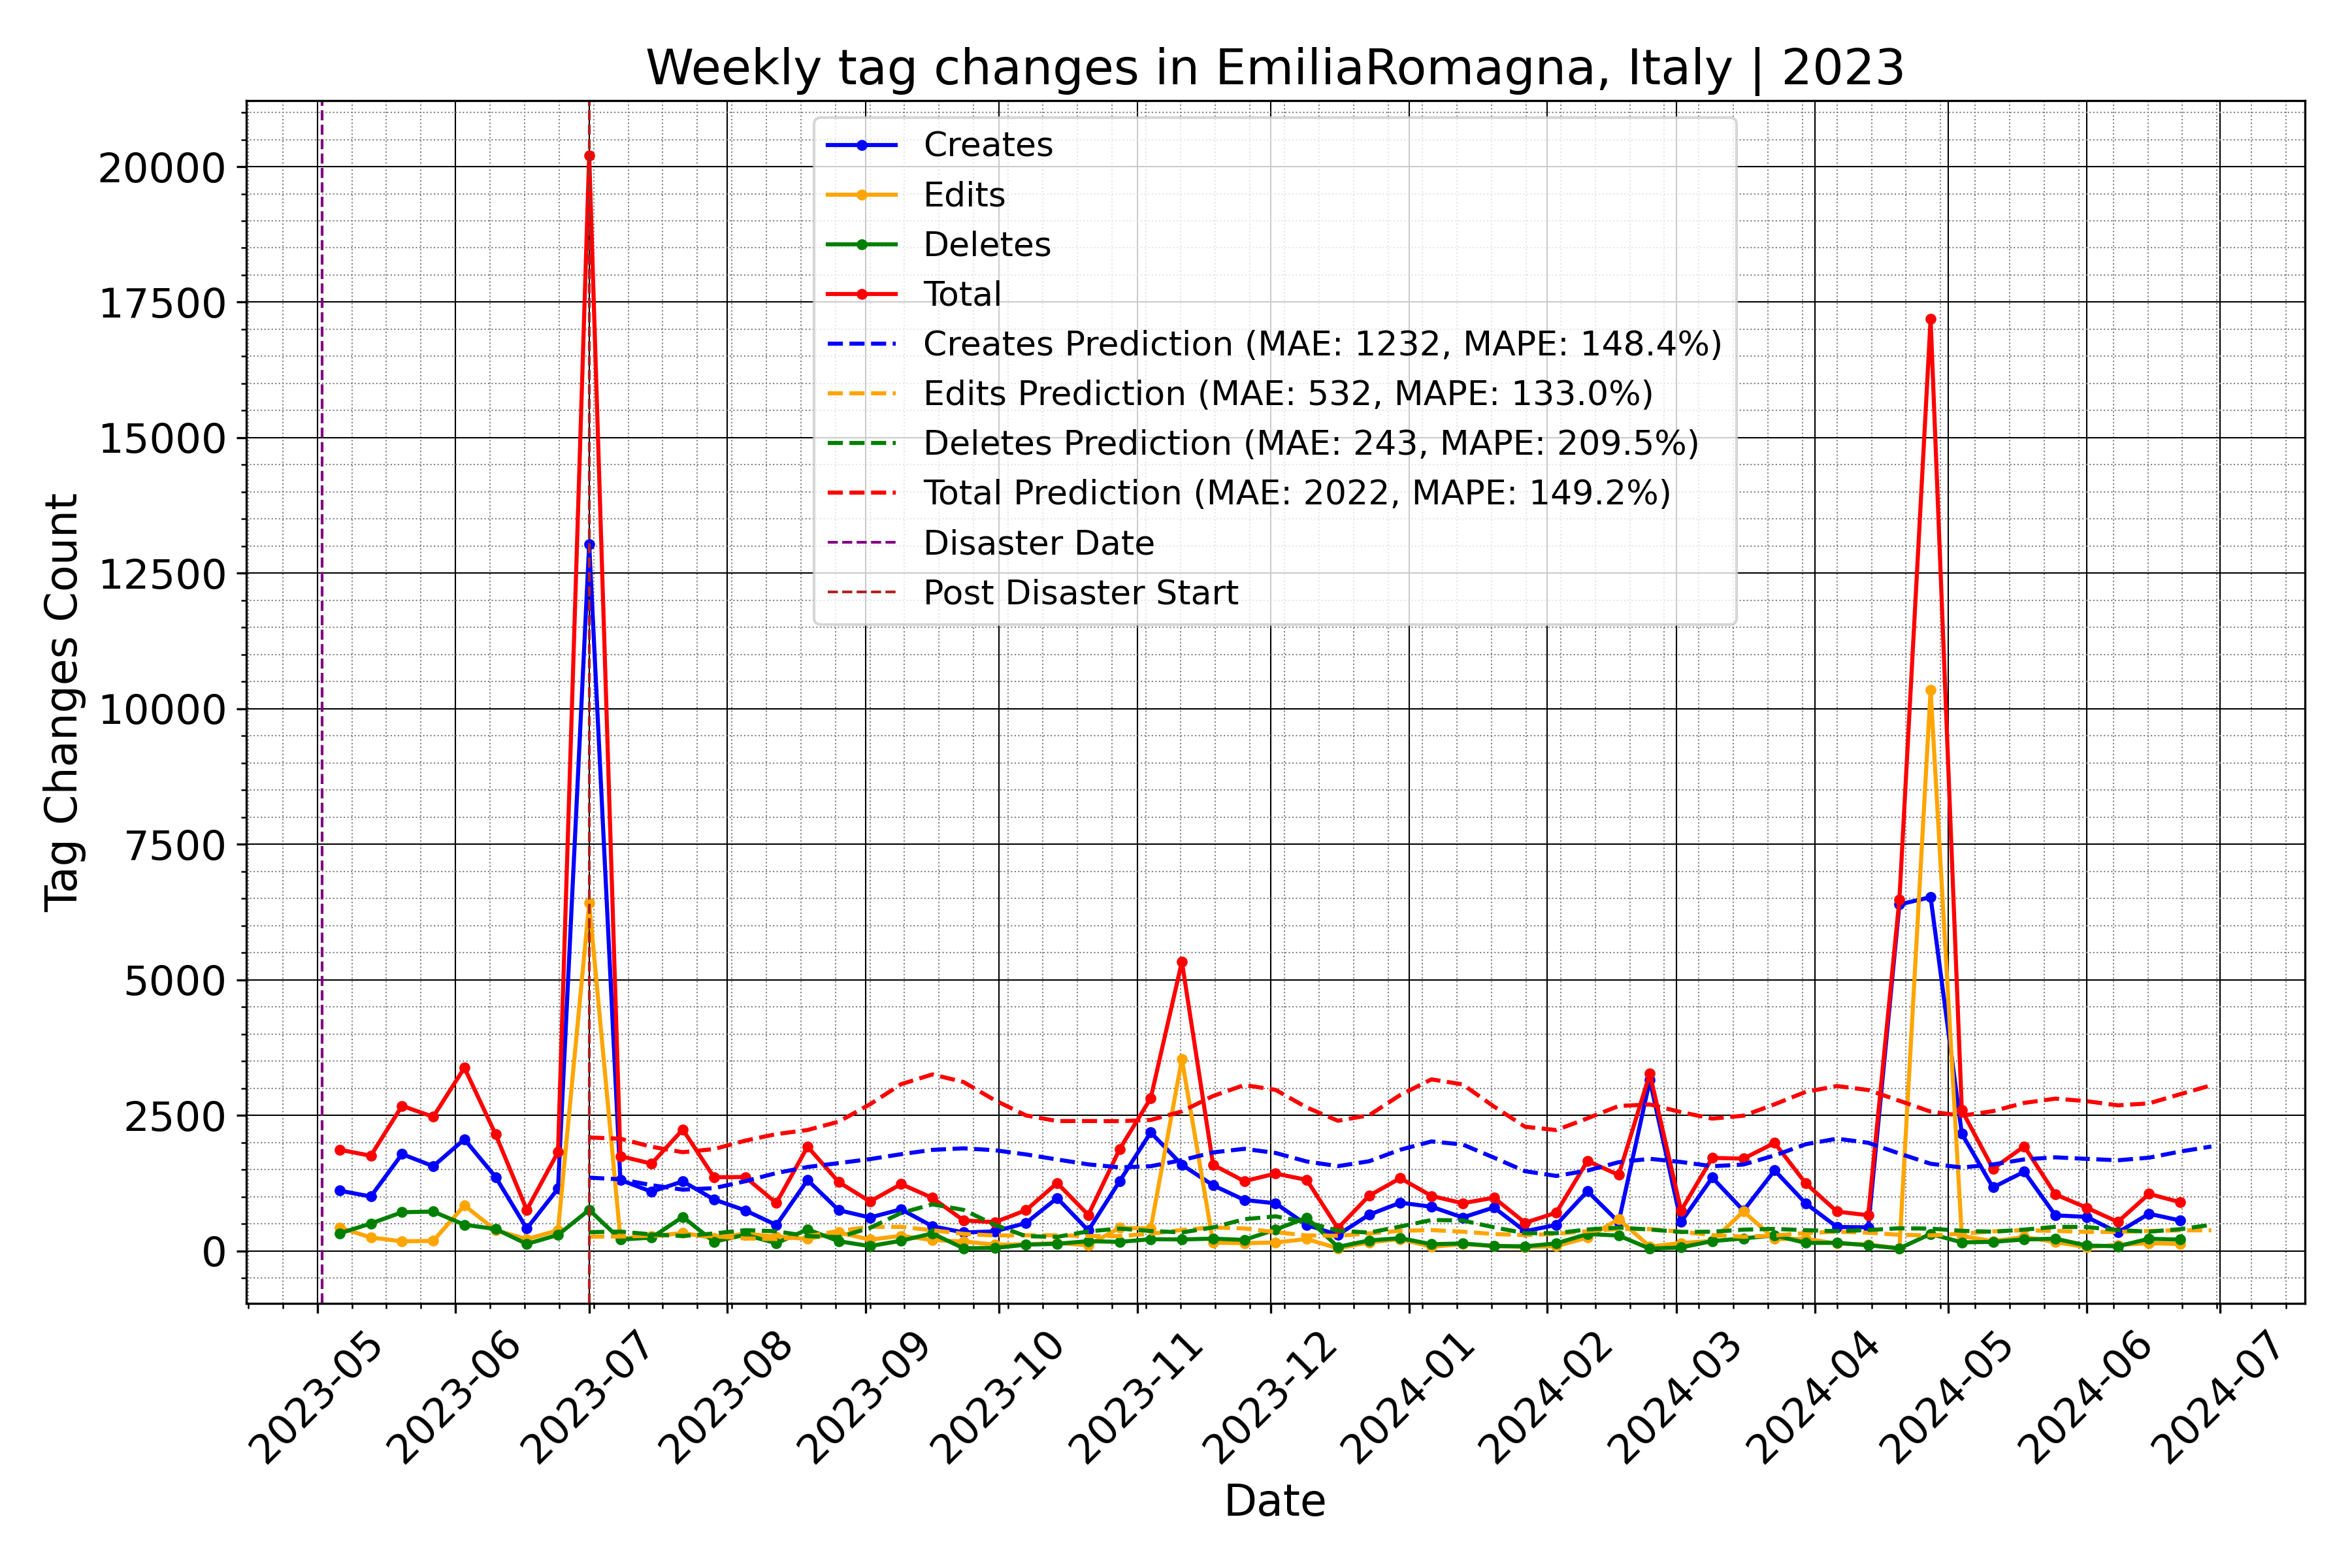 Weekly tag changes in EmiliaRomagna, Italy | 2023
Creates
Edits
Deletes
Total
Creates Prediction (MAE: 1232, MAPE: 148.4%)
Edits Prediction (MAE: 532, MAPE: 133.0%)
Deletes Prediction (MAE: 243, MAPE: 209.5%)
Total Prediction (MAE: 2022, MAPE: 149.2%)
Disaster Date
Post Disaster Start
Tag Changes Count
20000
17500
15000
12500
10000
7500
5000
2500
0
2023-05
2023-06
2023-07
2023-08
2023-09
2023-10
2023-11
2023-12
2024-01
2024-02
2024-03
2024-04
2024-05
2024-06
2024-07
Date